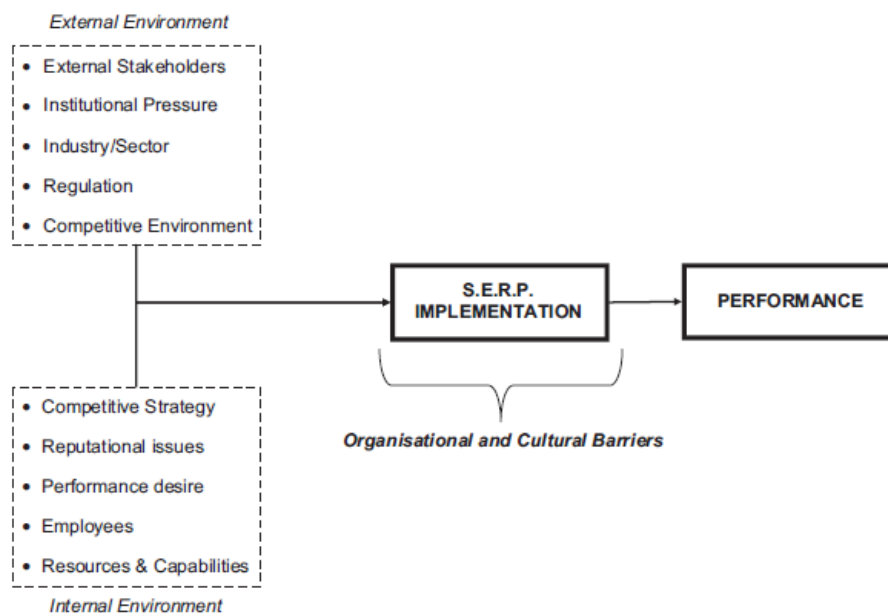 External Environment
• External Stakeholders
• Institutional Pressure
• Industry/Sector
• Regulation
• Competitive Environment
S.E.R.P.
IMPLEMENTATION
PERFORMANCE
Organisational and Cultural Barriers
• Competitive Strategy
• Reputational issues
• Performance desire
• Employees
• Resources & Capabilities
Internal Environment